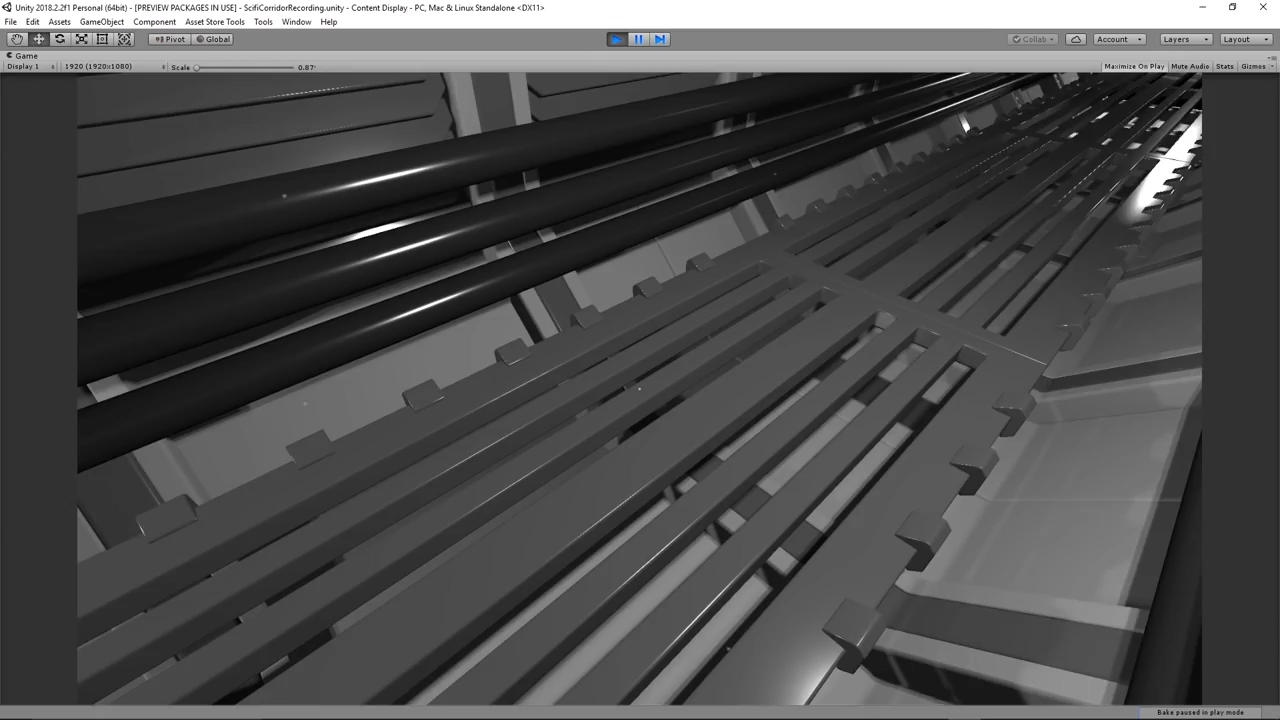 Unity 2018.2.2f1 Personal (64bit) - [PREVIEW PACKAGES IN USE] - ScifiCorridorRecording.unity - Content Display - PC, Mac & Linux Standalone <DX11>
File Edit Assets GameObject Component Asset Store Tools Tools Window Help
Pivot Global Collab Account Layers Layout
Game
Display 1 1920 (1920x1080) Scale 0.87 Maximize On Play Mute Audio Stats Gizmos
Bake paused in play mode